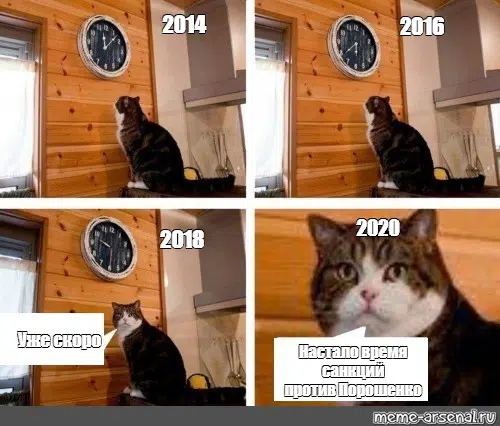 2014
2016
2018
Уже скоро
2020
Настало время
санкций
против Порошенко
meme-arsenal.ru